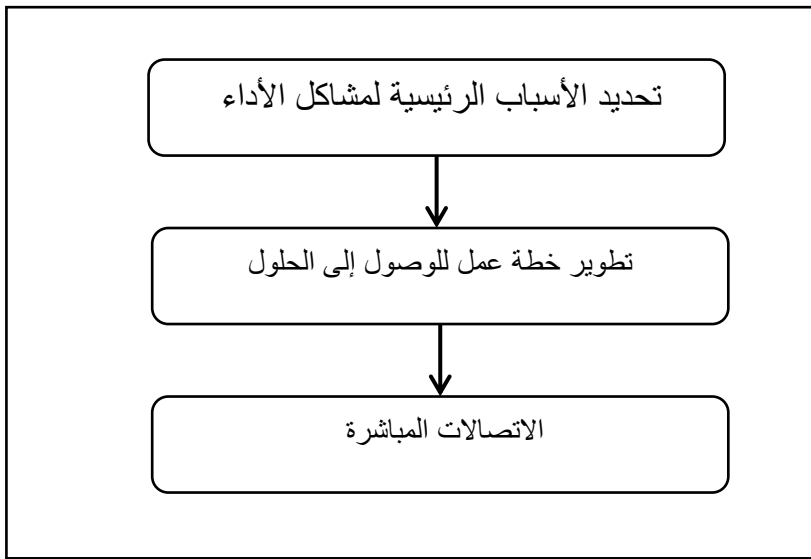 تحديد الأسباب الرئيسية لمشاكل الأداء
تطوير خطة عمل للوصول إلى الحلول
الاتصالات المباشرة